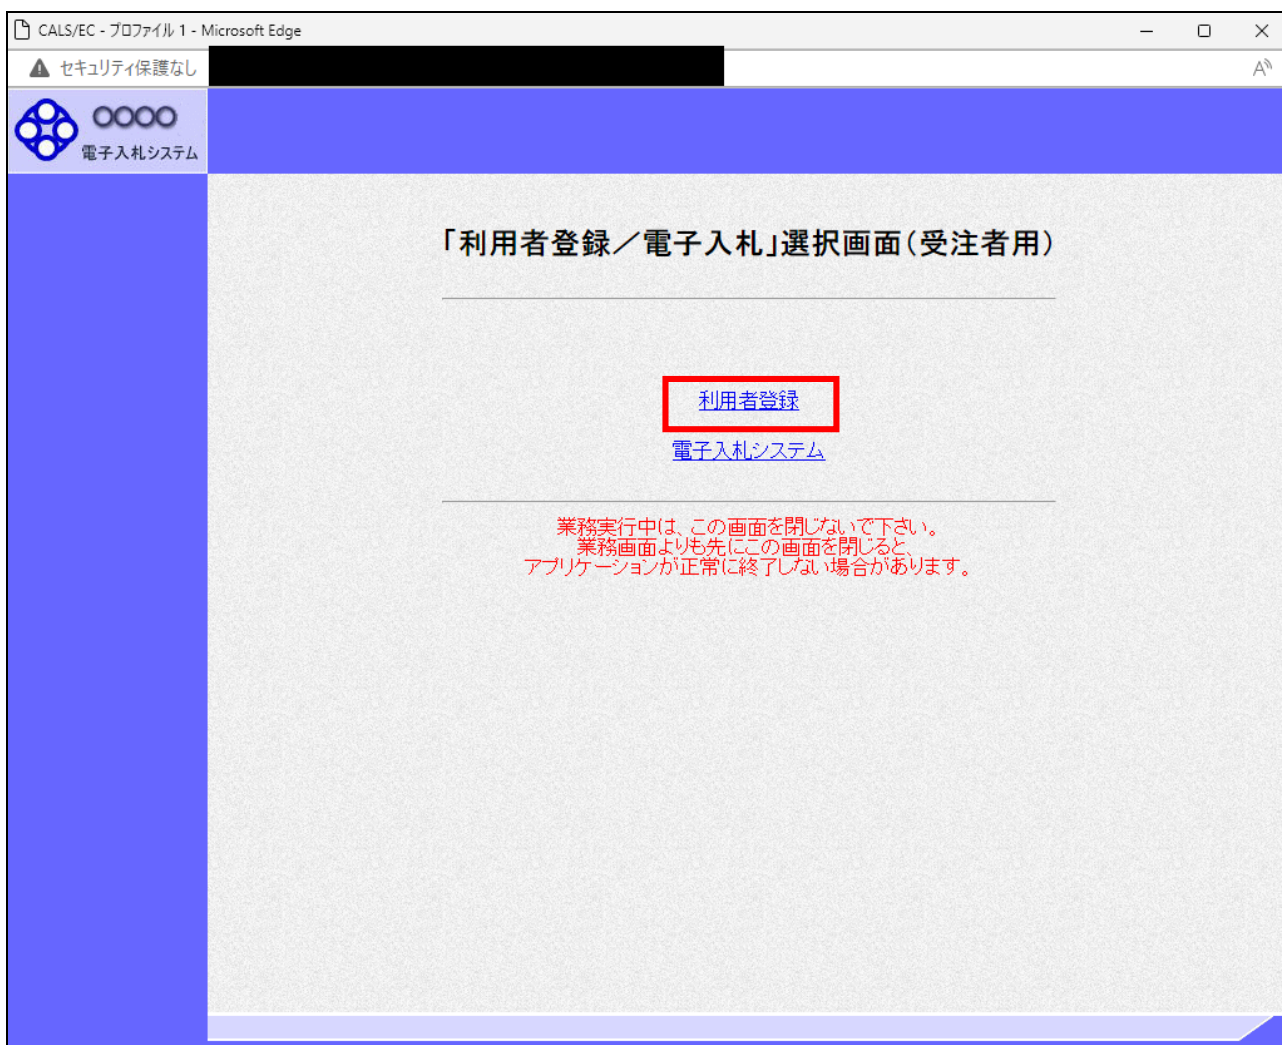 CALS/EC - プロファイル 1 - Microsoft Edge
セキュリティ保護なし
○○○○
電子入札システム
「利用者登録／電子入札」選択画面(受注者用)
利用者登録
電子入札システム
業務実行中は、この画面を閉じないで下さい。
業務画面よりも先にこの画面を閉じると、
アプリケーションが正常に終了しない場合があります。